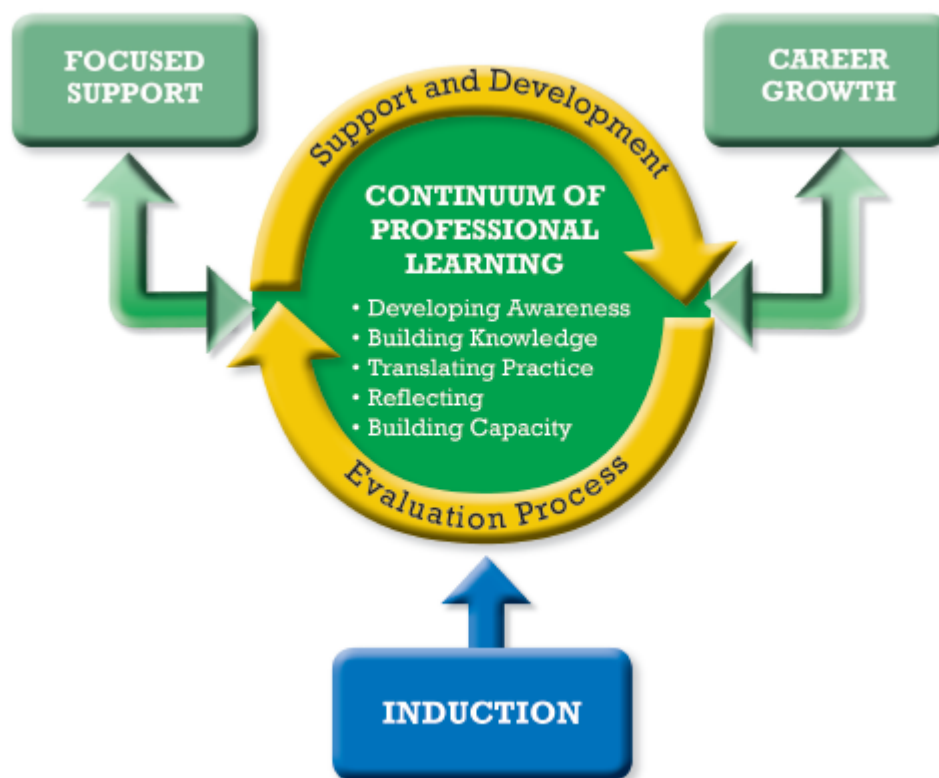 FOCUSED
SUPPORT
CAREER
GROWTH
Support and Development
CONTINUUM OF
PROFESSIONAL
LEARNING
• Developing Awareness
• Building Knowledge
• Translating Practice
• Reflecting
• Building Capacity
Evaluation Process
INDUCTION